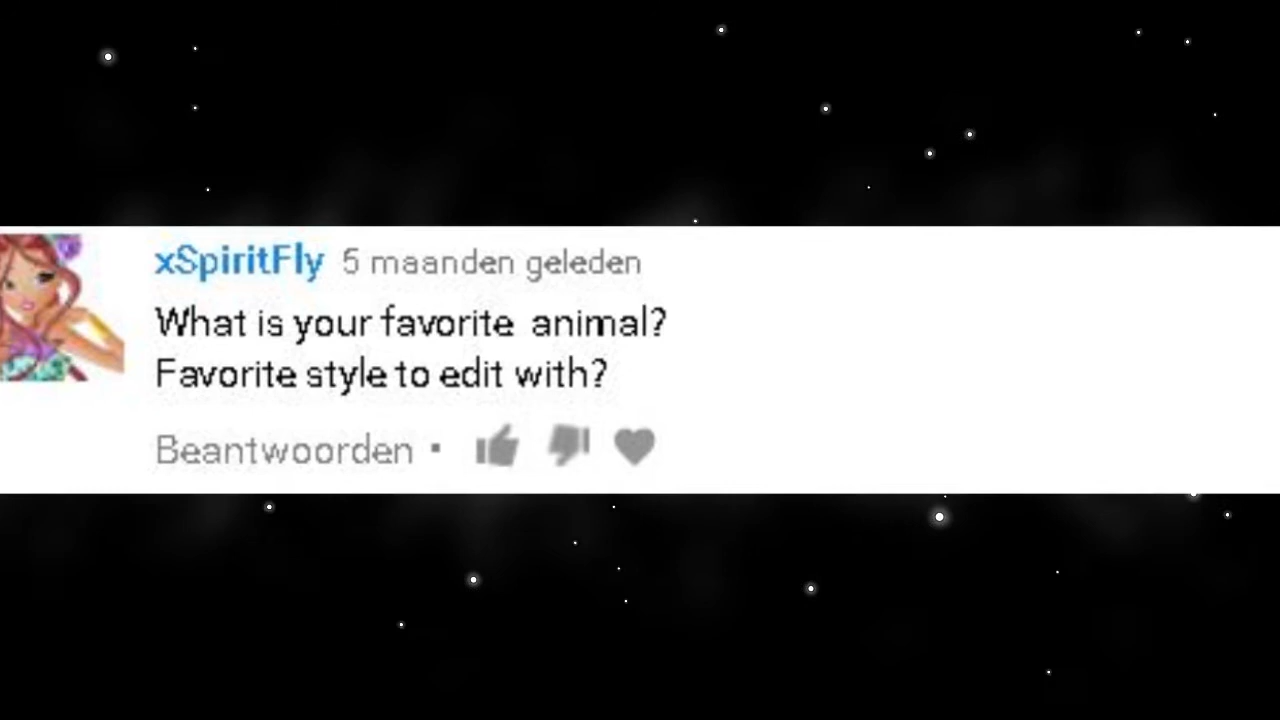 xSpiritFly 5 maanden geleden
What is your favorite animal?
Favorite style to edit with?
Beantwoorden •